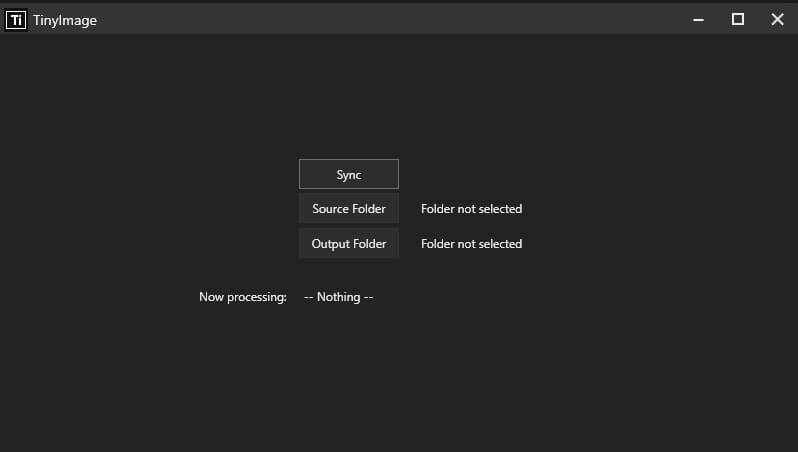 Ti TinyImage
Sync
Source Folder Folder not selected
Output Folder Folder not selected
Now processing: -- Nothing --